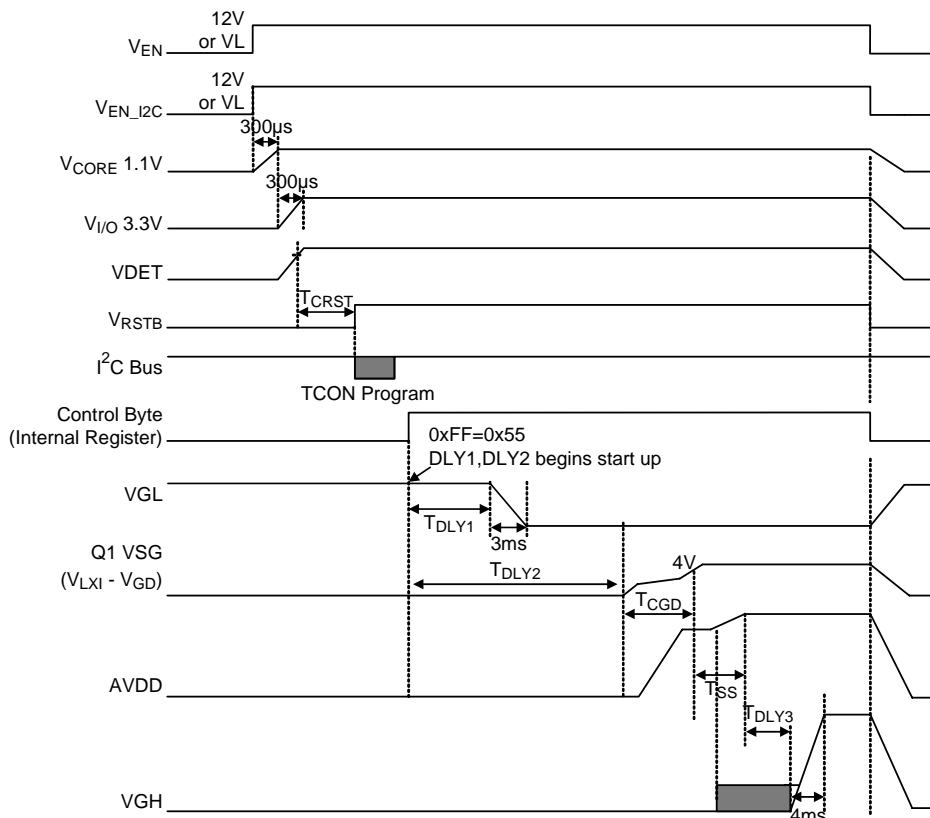 12V
or VL
VEN
12V
or VL
VEN_I2C
300µs
VCORE 1.1V
300µs
VI/O 3.3V
VDET
TCRST
VRSTB
I2C Bus
TCON Program
Control Byte
(Internal Register)
0xFF=0x55
DLY1,DLY2 begins start up
VGL
TDLY1
3ms
Q1 VSG
(VLXI - VGD)
TDLY2
4V
TCGD
AVDD
TSS
TDLY3
VGH
4ms